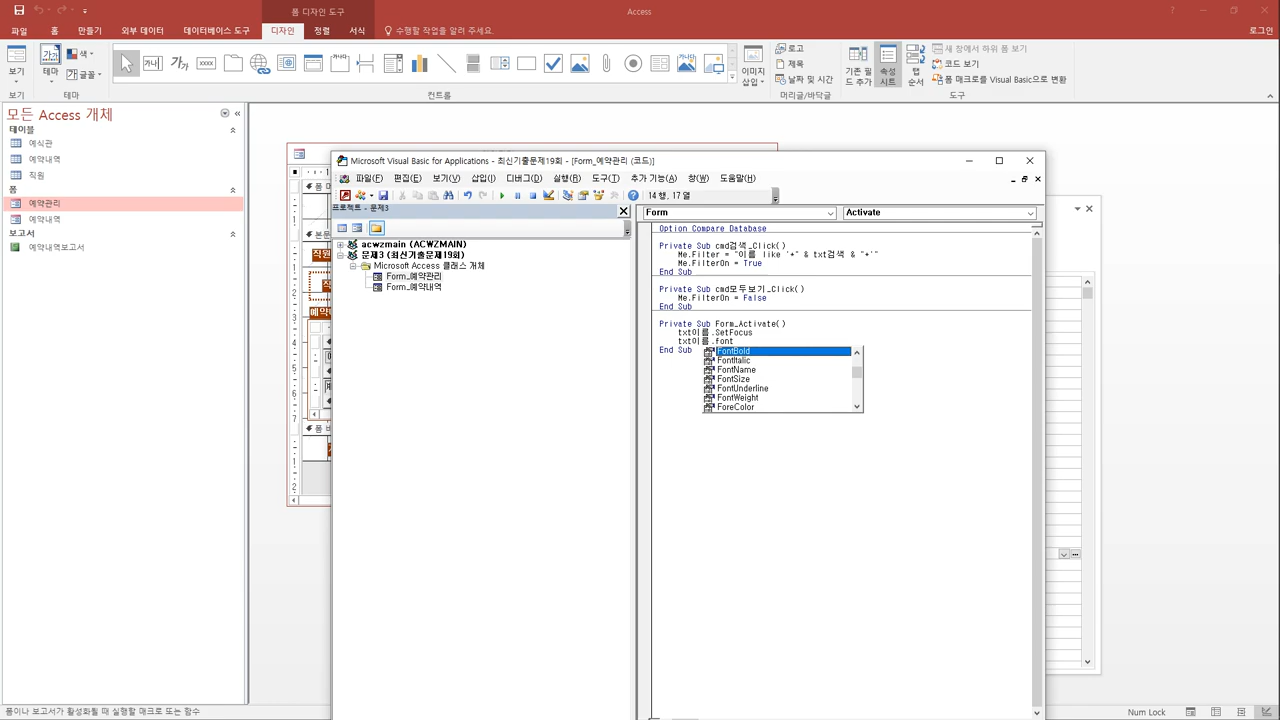 폼 디자인 도구
Access
파일
홈
만들기
외부 데이터
데이터베이스 도구
디자인
정렬
서식
수행할 작업을 알려 주세요.
로그인
보기
테마
색
글꼴
이미지 삽입
로고
제목
날짜 및 시간
기존 필드 추가
속성 시트
탭 순서
새 창에서 하위 폼 보기
코드 보기
폼 매크로를 Visual Basic으로 변환
보기
테마
컨트롤
머리글/바닥글
도구
모든 Access 개체
테이블
예식관
예약내역
직원
폼
예약관리
예약내역
보고서
예약내역보고서
Microsoft Visual Basic for Applications - 최신기출문제19회 - [Form_예약관리 (코드)]
파일(F) 편집(E) 보기(V) 삽입(I) 디버그(D) 실행(R) 도구(T) 추가 기능(A) 창(W) 도움말(H)
14 행, 17 열
프로젝트 - 문제3
Form
Activate
acwzmain (ACWZMAIN)
문제3 (최신기출문제19회)
Microsoft Access 클래스 개체
Form_예약관리
Form_예약내역
Option Compare Database
Private Sub cmd검색_Click()
Me.Filter = "이름 like '*" & txt검색 & "*'"
Me.FilterOn = True
End Sub
Private Sub cmd모두보기_Click()
Me.FilterOn = False
End Sub
Private Sub Form_Activate()
txt이름.SetFocus
txt이름.font
End Sub
FontBold
FontItalic
FontName
FontSize
FontUnderline
FontWeight
ForeColor
본문
직원
폼이나 보고서가 활성화될 때 실행할 매크로 또는 함수
Num Lock